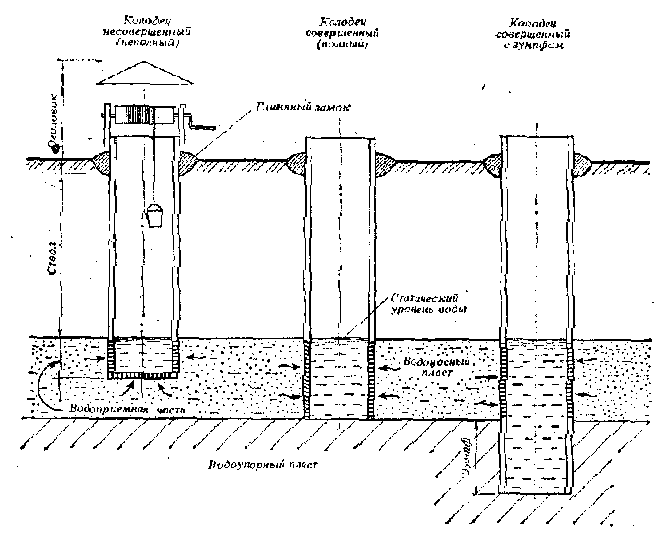 Колодец
несовершенный
(неполный)
Колодец
совершенный
(полный)
Колодец
совершенный
с зумпфом
Оголовок
Глиняный замок
Ствол
Статический
уровень воды
Водоносный
пласт
Водоприемная часть
Зумпф
Водоупорный пласт